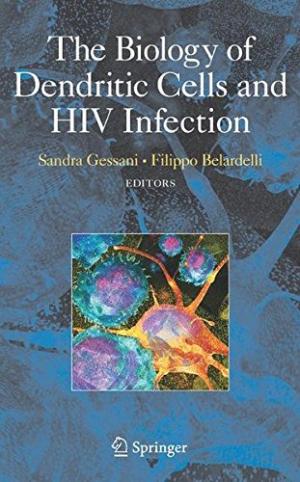 The Biology of
Dendritic Cells and
HIV Infection
Sandra Gessani • Filippo Belardelli
EDITORS
Springer